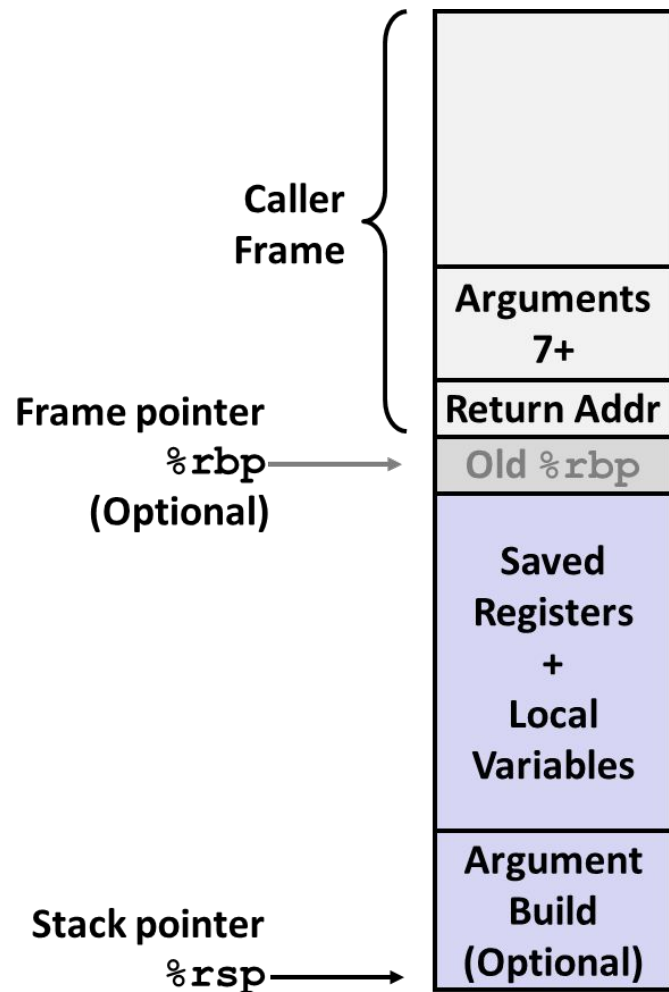 Caller
Frame
Arguments
7+
Return Addr
Frame pointer
%rbp
(Optional)
Old %rbp
Saved
Registers
+
Local
Variables
Argument
Build
(Optional)
Stack pointer
%rsp